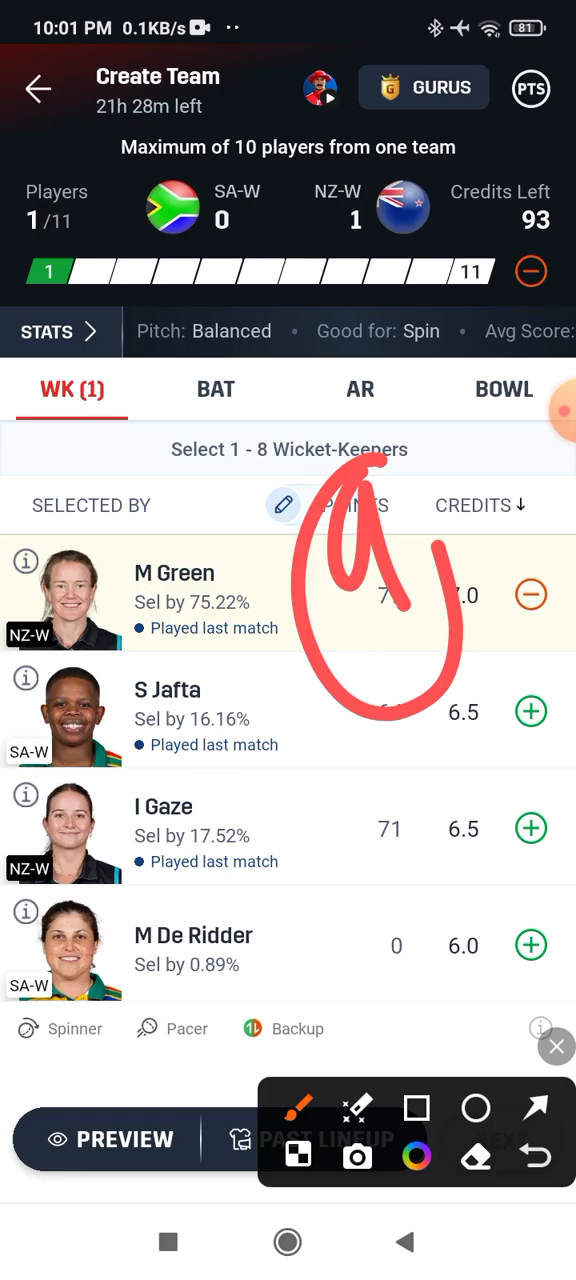 10:01 PM 0.1KB/s ··
81
Create Team
21h 28m left
G GURUS
PTS
Maximum of 10 players from one team
Players SA-W NZ-W Credits Left
1 /11 0 1 93
1 11
STATS Pitch: Balanced • Good for: Spin • Avg Score:
WK (1) BAT AR BOWL
Select 1 - 8 Wicket-Keepers
SELECTED BY POINTS CREDITS ↓
M Green
Sel by 75.22%
• Played last match
NZ-W
S Jafta
Sel by 16.16% 6.5
• Played last match
SA-W
I Gaze
Sel by 17.52% 71 6.5
• Played last match
NZ-W
M De Ridder
Sel by 0.89% 0 6.0
SA-W
Spinner Pacer Backup
PREVIEW PAST LINEUP